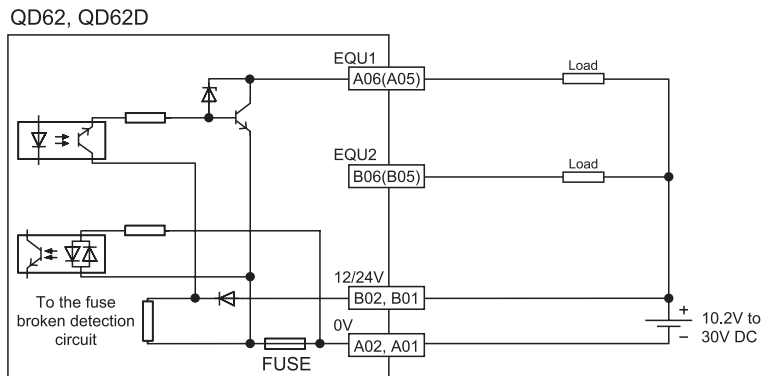 QD62, QD62D
EQU1
A06(A05)
Load
EQU2
B06(B05)
Load
12/24V
B02, B01
To the fuse
broken detection
circuit
0V
A02, A01
FUSE
+
10.2V to
30V DC
−